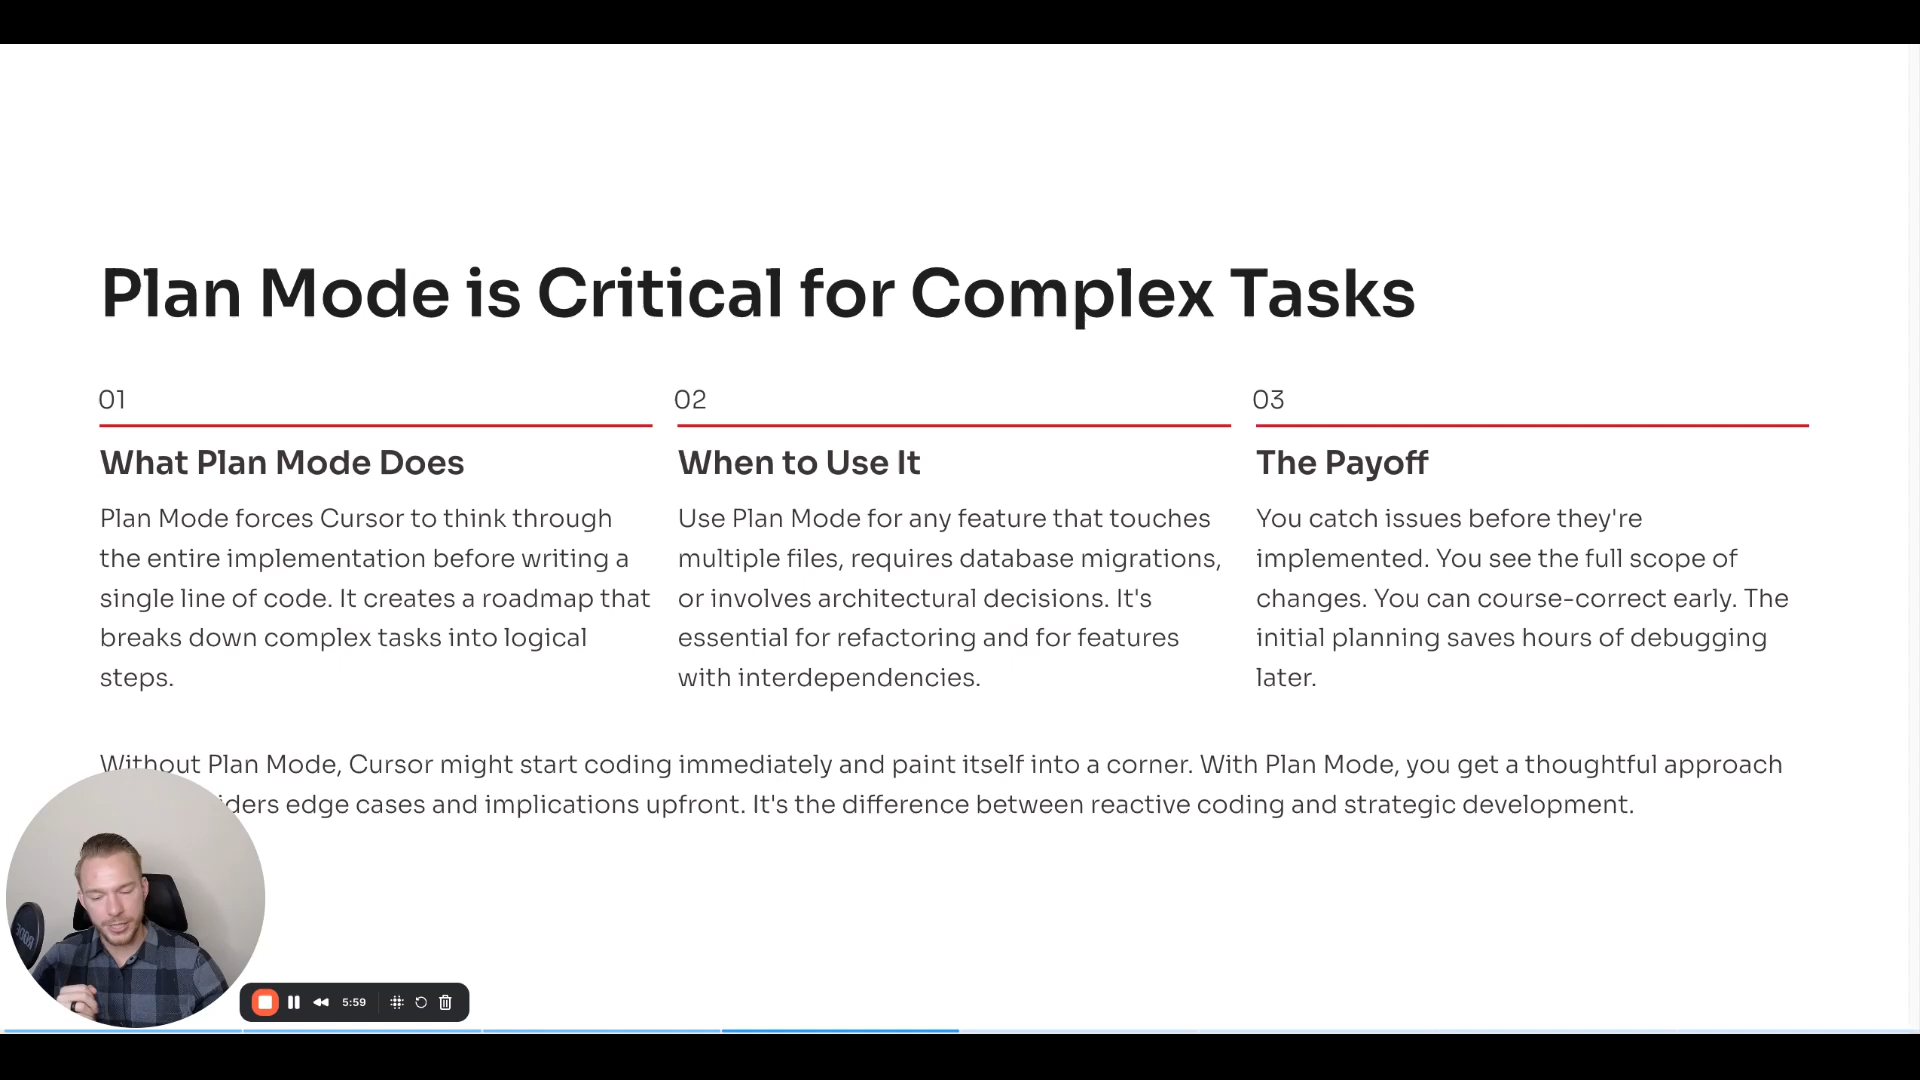 Plan Mode is Critical for Complex Tasks
01
What Plan Mode Does
Plan Mode forces Cursor to think through
the entire implementation before writing a
single line of code. It creates a roadmap that
breaks down complex tasks into logical
steps.
02
When to Use It
Use Plan Mode for any feature that touches
multiple files, requires database migrations,
or involves architectural decisions. It's
essential for refactoring and for features
with interdependencies.
03
The Payoff
You catch issues before they're
implemented. You see the full scope of
changes. You can course-correct early. The
initial planning saves hours of debugging
later.
Without Plan Mode, Cursor might start coding immediately and paint itself into a corner. With Plan Mode, you get a thoughtful approach
edge cases and implications upfront. It's the difference between reactive coding and strategic development.
RODE
5:59